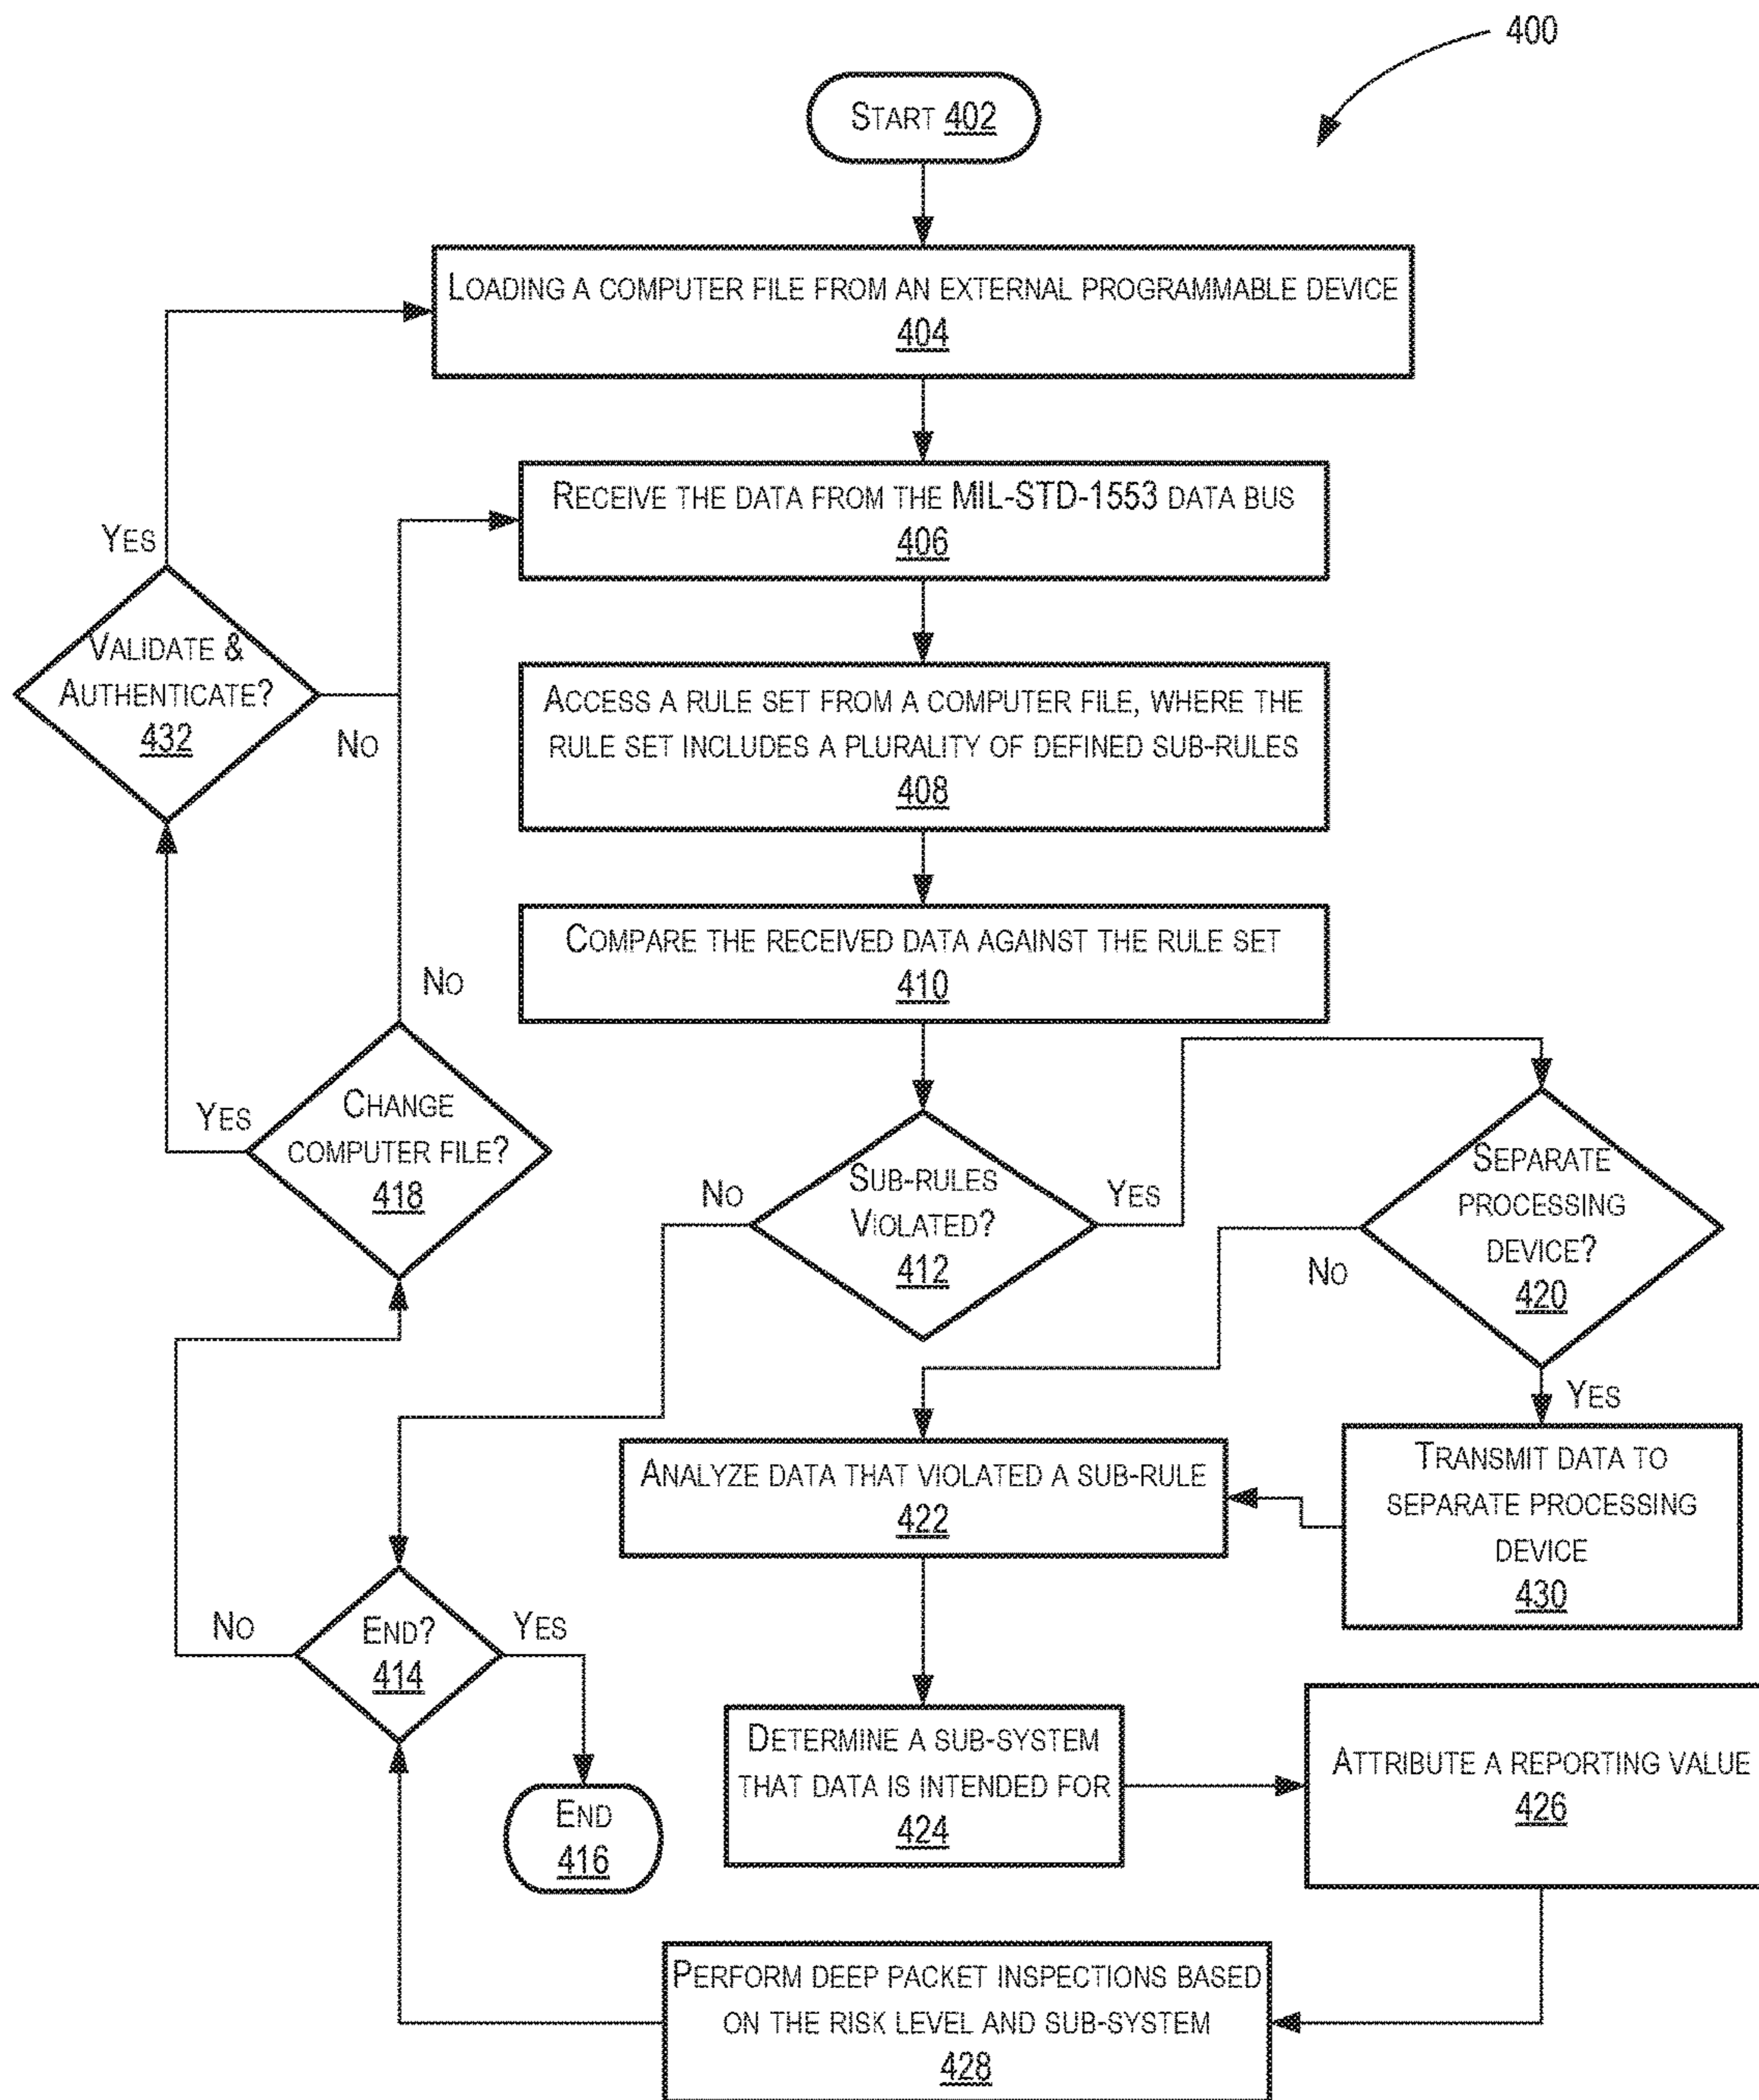 400
START 402
LOADING A COMPUTER FILE FROM AN EXTERNAL PROGRAMMABLE DEVICE
404
RECEIVE THE DATA FROM THE MIL-STD-1553 DATA BUS
406
YES
VALIDATE &
AUTHENTICATE?
432
NO
ACCESS A RULE SET FROM A COMPUTER FILE, WHERE THE
RULE SET INCLUDES A PLURALITY OF DEFINED SUB-RULES
408
COMPARE THE RECEIVED DATA AGAINST THE RULE SET
410
NO
YES
CHANGE
COMPUTER FILE?
418
NO
SUB-RULES
VIOLATED?
412
YES
SEPARATE
PROCESSING
DEVICE?
420
NO
YES
ANALYZE DATA THAT VIOLATED A SUB-RULE
422
TRANSMIT DATA TO
SEPARATE PROCESSING
DEVICE
430
NO
END?
414
YES
END
416
DETERMINE A SUB-SYSTEM
THAT DATA IS INTENDED FOR
424
ATTRIBUTE A REPORTING VALUE
426
PERFORM DEEP PACKET INSPECTIONS BASED
ON THE RISK LEVEL AND SUB-SYSTEM
428